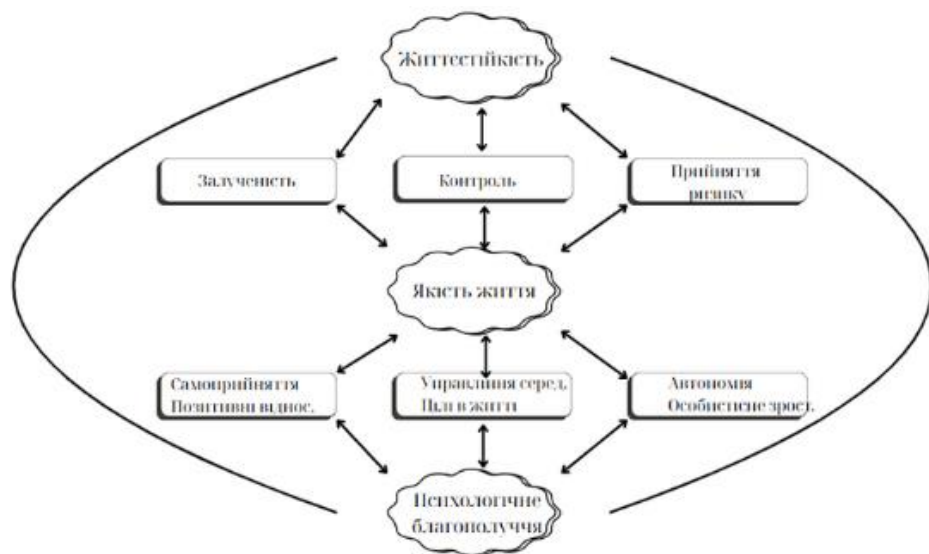 Життєстійкість
Залученість
Контроль
Прийняття
ризику
Якість життя
Самоприйняття
Позитивні віднос.
Управління серед.
Цілі в житті
Автономія
Особистісне зрост.
Психологічне
благополуччя